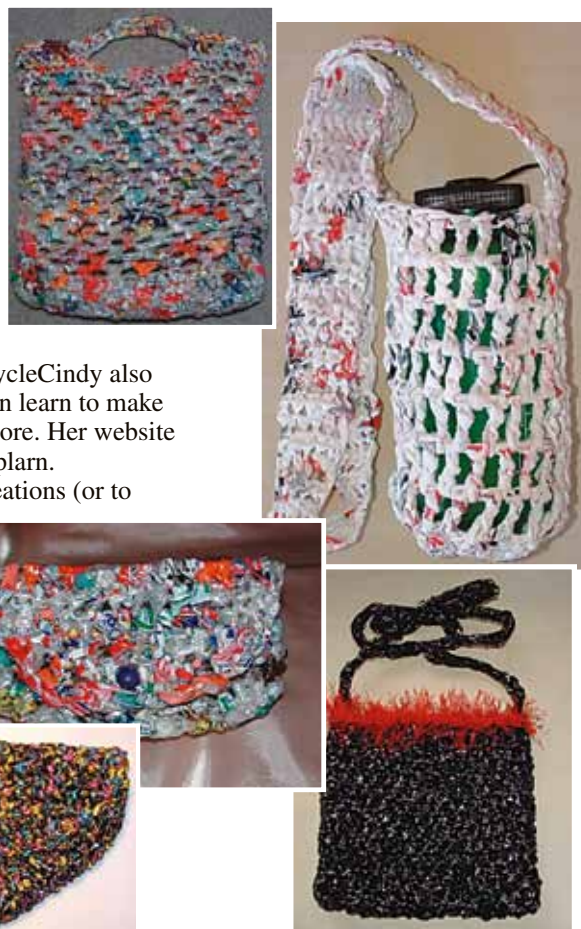 ycleCindy also
n learn to make
ore. Her website
plarn.
eations (or to